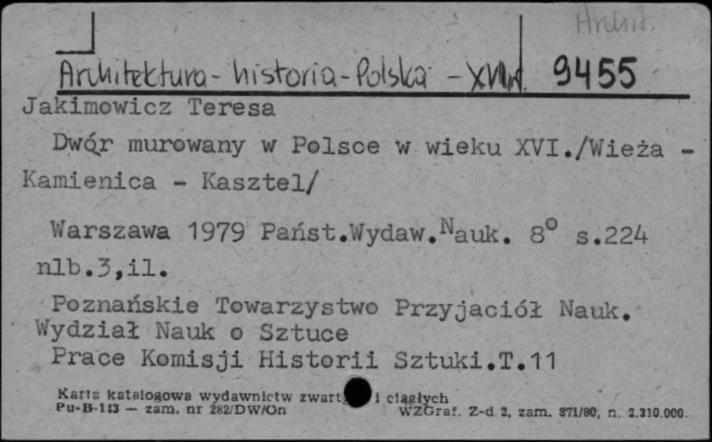 Archit.
Architektura - historia - Polska - XVI w. 9455
Jakimowicz Teresa
Dwór murowany w Polsce w wieku XVI./Wieża -
Kamienica - Kasztel/
Warszawa 1979 Państ.Wydaw.Nauk. 8° s.224
nlb.3,il.
Poznańskie Towarzystwo Przyjaciół Nauk.
Wydział Nauk o Sztuce
Prace Komisji Historii Sztuki.T.11
Karta katalogowa wydawnictw zwart i ciągłych
Pu-B-113 — zam. nr 282/DW/On WZGraf. Z-d 2, zam. 871/80, n. 2.310.000.